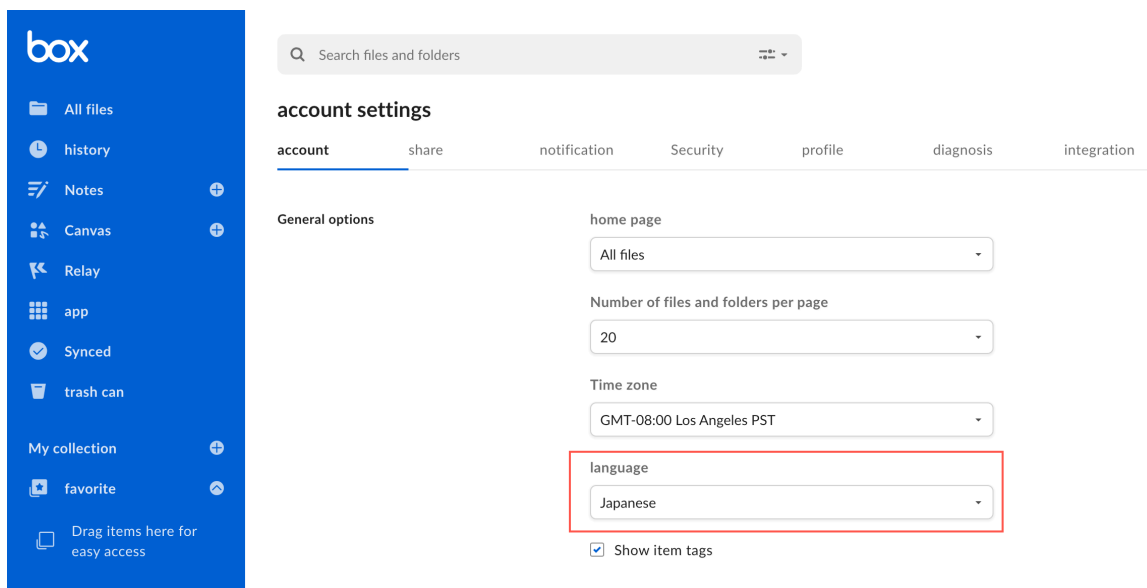 box
Search files and folders
All files
history
Notes
Canvas
Relay
app
Synced
trash can
My collection
favorite
Drag items here for
easy access
account settings
account share notification Security profile diagnosis integration
General options
home page
All files
Number of files and folders per page
20
Time zone
GMT-08:00 Los Angeles PST
language
Japanese
Show item tags